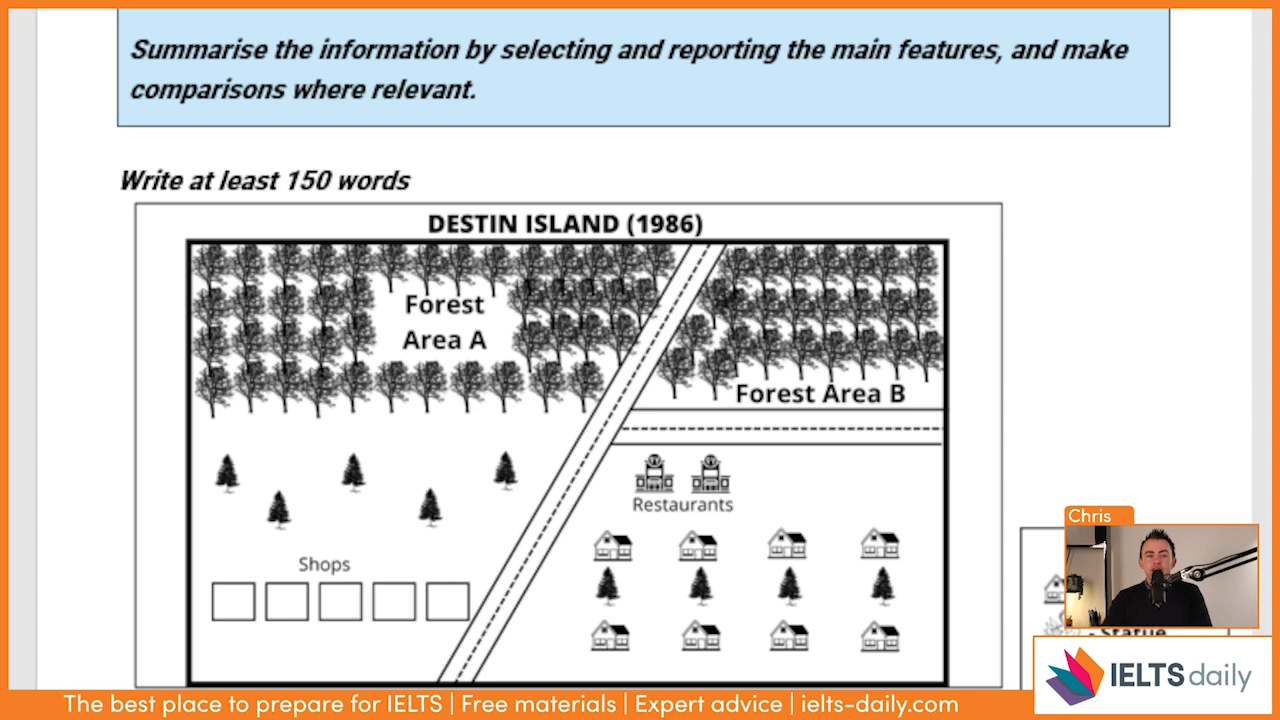 Summarise the information by selecting and reporting the main features, and make
comparisons where relevant.
Write at least 150 words
DESTIN ISLAND (1986)
Forest
Area A
Forest Area B
Restaurants
Shops
Chris
- Statue
IELTS daily
The best place to prepare for IELTS | Free materials | Expert advice | ielts-daily.com